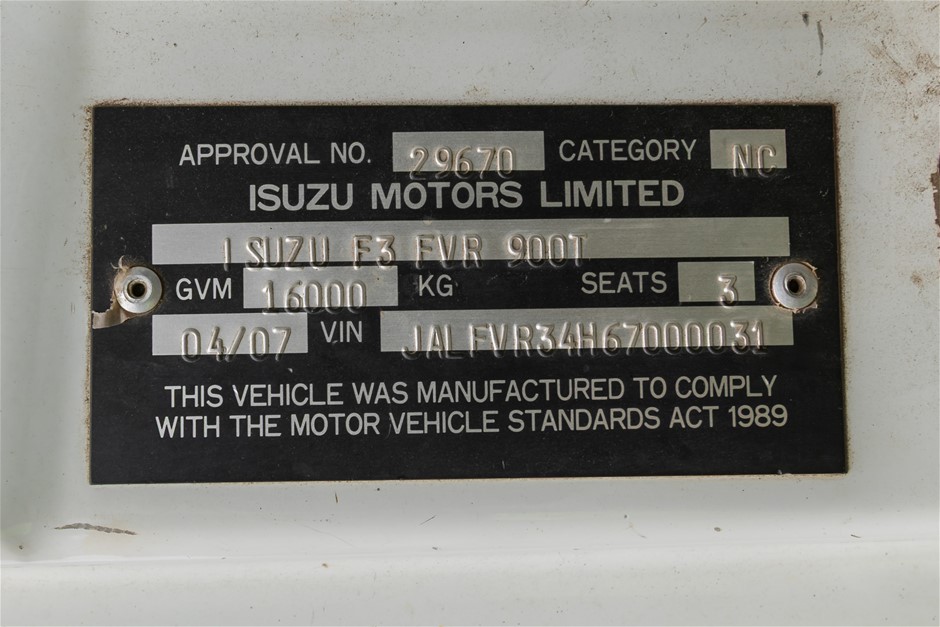 APPROVAL NO. 29670 CATEGORY NC
ISUZU MOTORS LIMITED
ISUZU F3 FVR 900T
GVM 16000 KG SEATS 3
04/07 VIN JALFVR34H67000031
THIS VEHICLE WAS MANUFACTURED TO COMPLY
WITH THE MOTOR VEHICLE STANDARDS ACT 1989